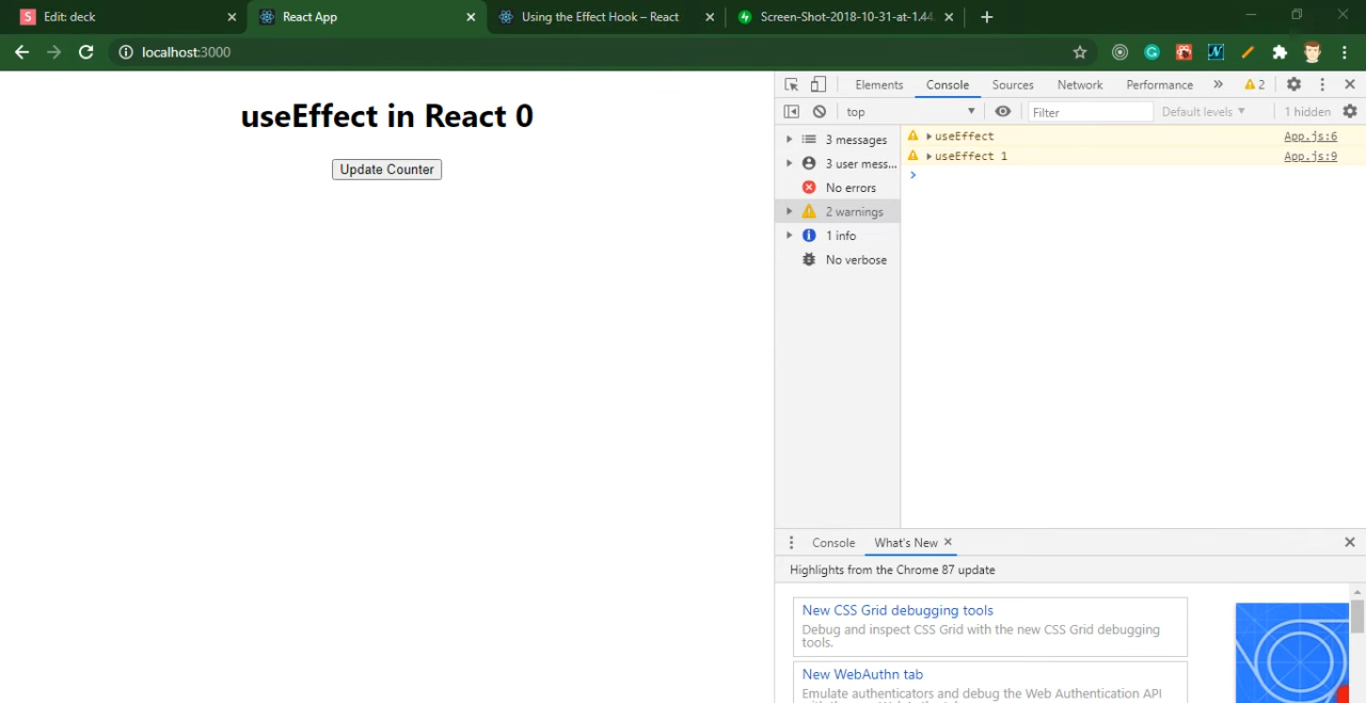 Edit: deck
React App
Using the Effect Hook – React
Screen-Shot-2018-10-31-at-1.44.
localhost:3000
useEffect in React 0
Update Counter
Elements Console Sources Network Performance » 2
top Filter Default levels 1 hidden
3 messages
3 user mess...
No errors
2 warnings
1 info
No verbose
useEffect App.js:6
useEffect 1 App.js:9
Console What's New
Highlights from the Chrome 87 update
New CSS Grid debugging tools
Debug and inspect CSS Grid with the new CSS Grid debugging
tools.
New WebAuthn tab
Emulate authenticators and debug the Web Authentication API